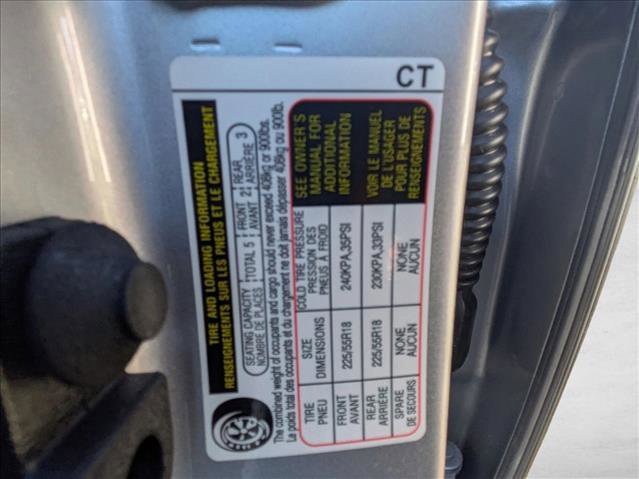 CT
TIRE AND LOADING INFORMATION
RENSEIGNEMENTS SUR LES PNEUS ET LE CHARGEMENT
SEATING CAPACITY TOTAL 5 FRONT 2 REAR 3
NOMBRE DE PLACES AVANT ARRIÈRE
The combined weight of occupants and cargo should never exceed 408kg or 900lbs.
Le poids total des occupants et du chargement ne doit jamais dépasser 408kg ou 900lb.
TIRE SIZE COLD TIRE PRESSURE SEE OWNER'S
PNEU DIMENSIONS PRESSION DES MANUAL FOR
PNEUS À FROID ADDITIONAL
FRONT 225/55R18 240KPA,35PSI INFORMATION
AVANT
REAR 225/55R18 230KPA,33PSI VOIR LE MANUEL
ARRIÈRE DE L'USAGER
SPARE NONE NONE POUR PLUS DE
DE SECOURS AUCUN AUCUN RENSEIGNEMENTS